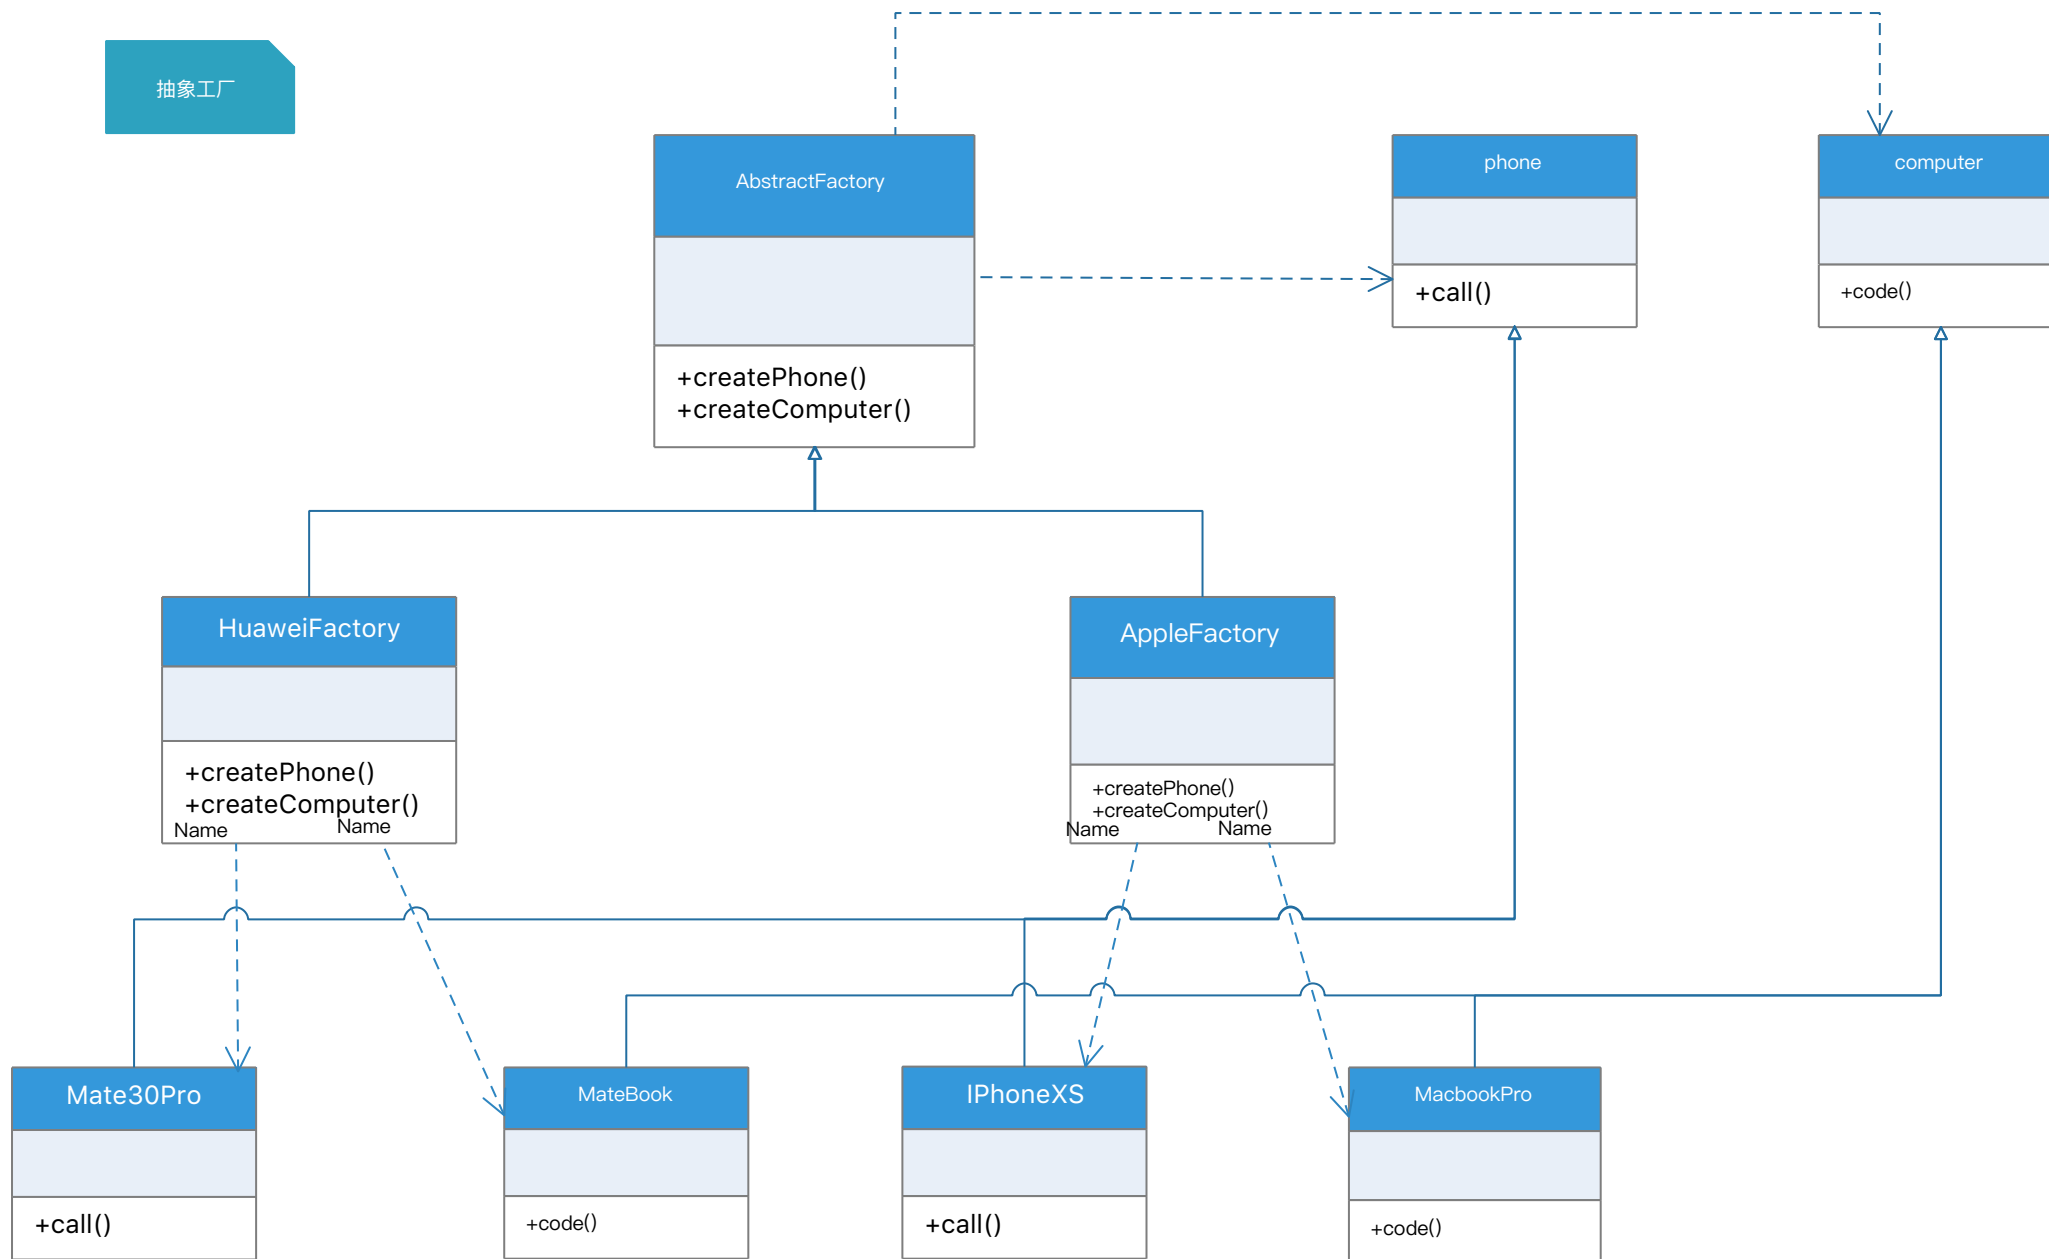 抽象工厂
AbstractFactory
+createPhone()
+createComputer()
phone
+call()
computer
+code()
HuaweiFactory
+createPhone()
+createComputer()
Name
Name
AppleFactory
+createPhone()
+createComputer()
Name
Name
Mate30Pro
+call()
MateBook
+code()
IPhoneXS
+call()
MacbookPro
+code()